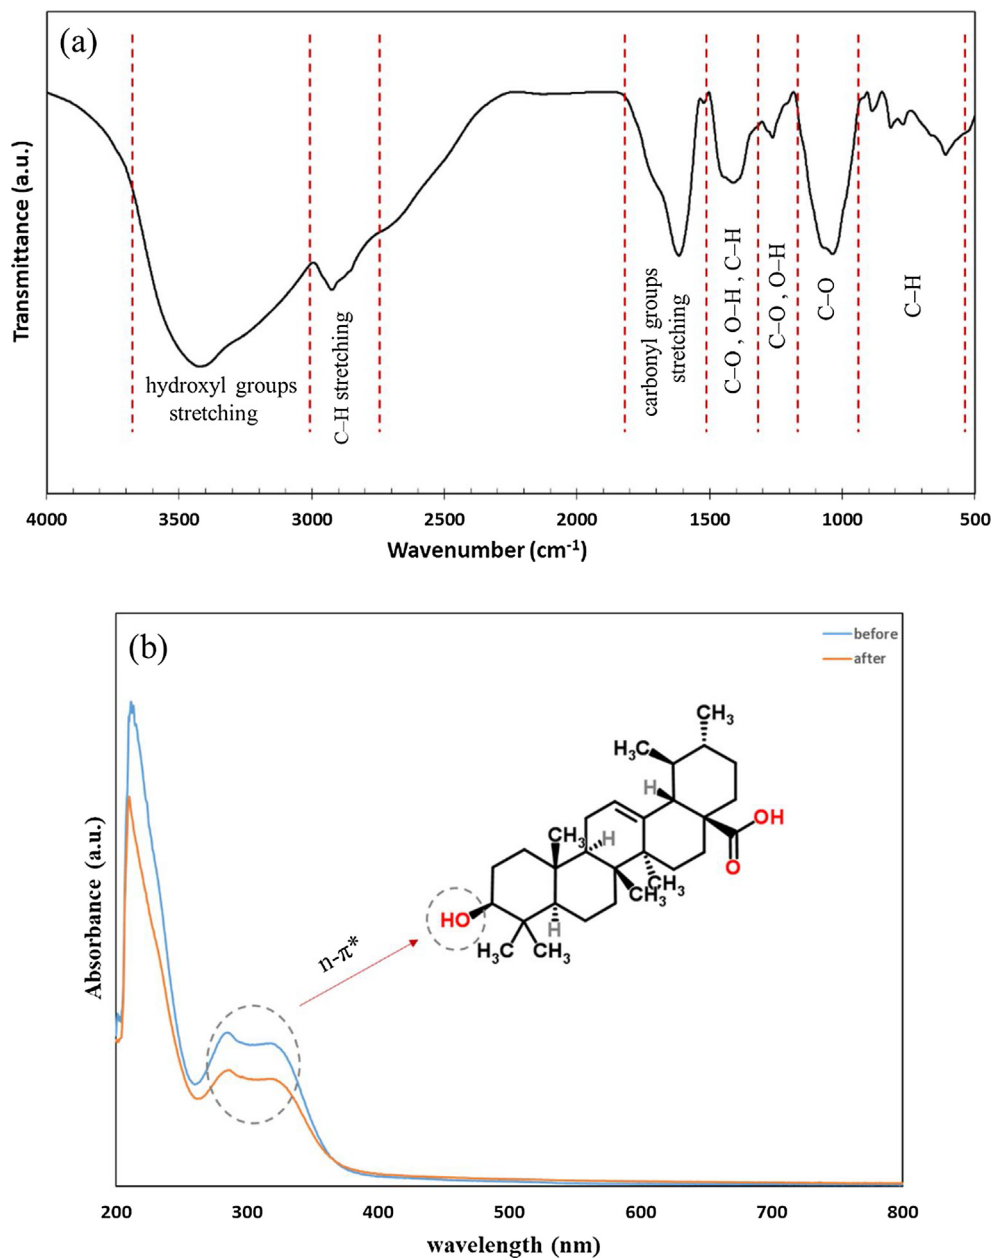 (a)
Transmittance (a.u.)
hydroxyl groups
stretching
C–H stretching
carbonyl groups
stretching
C–O , O–H , C–H
C–O , O–H
C–O
C–H
4000
3500
3000
2500
2000
1500
1000
500
Wavenumber (cm-1)
(b)
before
after
Absorbance (a.u.)
CH3
H3C
H
OH
O
CH3
H
CH3
CH3
HO
H
H3C
CH3
n-π*
200
300
400
500
600
700
800
wavelength (nm)